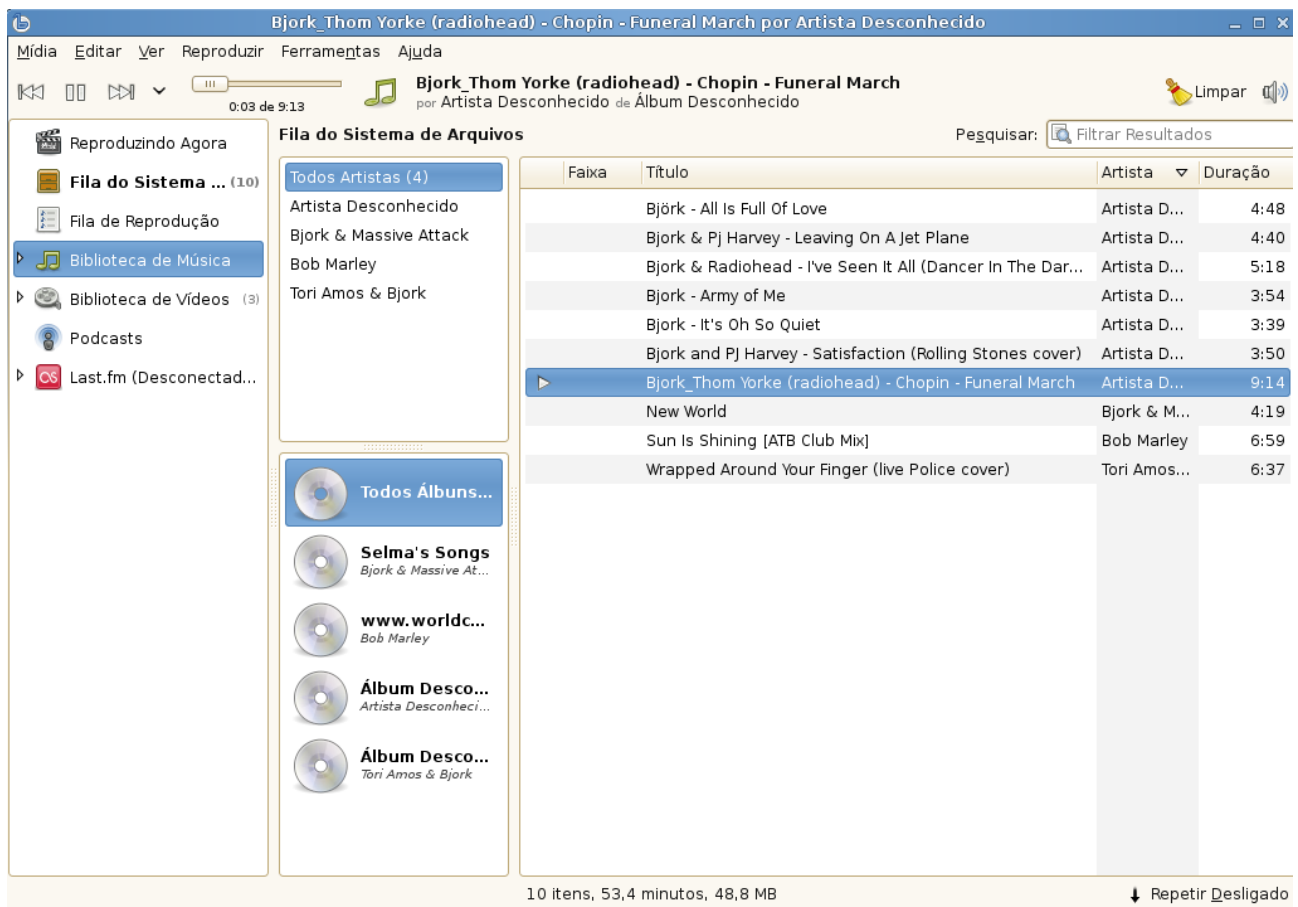 Bjork_Thom Yorke (radiohead) - Chopin - Funeral March por Artista Desconhecido
Mídia Editar Ver Reproduzir Ferramentas Ajuda
0:03 de 9:13
Bjork_Thom Yorke (radiohead) - Chopin - Funeral March
por Artista Desconhecido de Álbum Desconhecido
Limpar
Reproduzindo Agora
Fila do Sistema ... (10)
Fila de Reprodução
Biblioteca de Música
Biblioteca de Vídeos (3)
Podcasts
Last.fm (Desconectad...
Fila do Sistema de Arquivos
Pesquisar: Filtrar Resultados
Todos Artistas (4)
Artista Desconhecido
Bjork & Massive Attack
Bob Marley
Tori Amos & Bjork
Todos Álbuns...
Selma's Songs
Bjork & Massive At...
www.worldc...
Bob Marley
Álbum Desco...
Artista Desconheci...
Álbum Desco...
Tori Amos & Bjork
Faixa Título Artista Duração
Björk - All Is Full Of Love Artista D... 4:48
Bjork & Pj Harvey - Leaving On A Jet Plane Artista D... 4:40
Bjork & Radiohead - I've Seen It All (Dancer In The Dar... Artista D... 5:18
Bjork - Army of Me Artista D... 3:54
Bjork - It's Oh So Quiet Artista D... 3:39
Bjork and PJ Harvey - Satisfaction (Rolling Stones cover) Artista D... 3:50
Bjork_Thom Yorke (radiohead) - Chopin - Funeral March Artista D... 9:14
New World Bjork & M... 4:19
Sun Is Shining [ATB Club Mix] Bob Marley 6:59
Wrapped Around Your Finger (live Police cover) Tori Amos... 6:37
10 itens, 53,4 minutos, 48,8 MB
Repetir Desligado